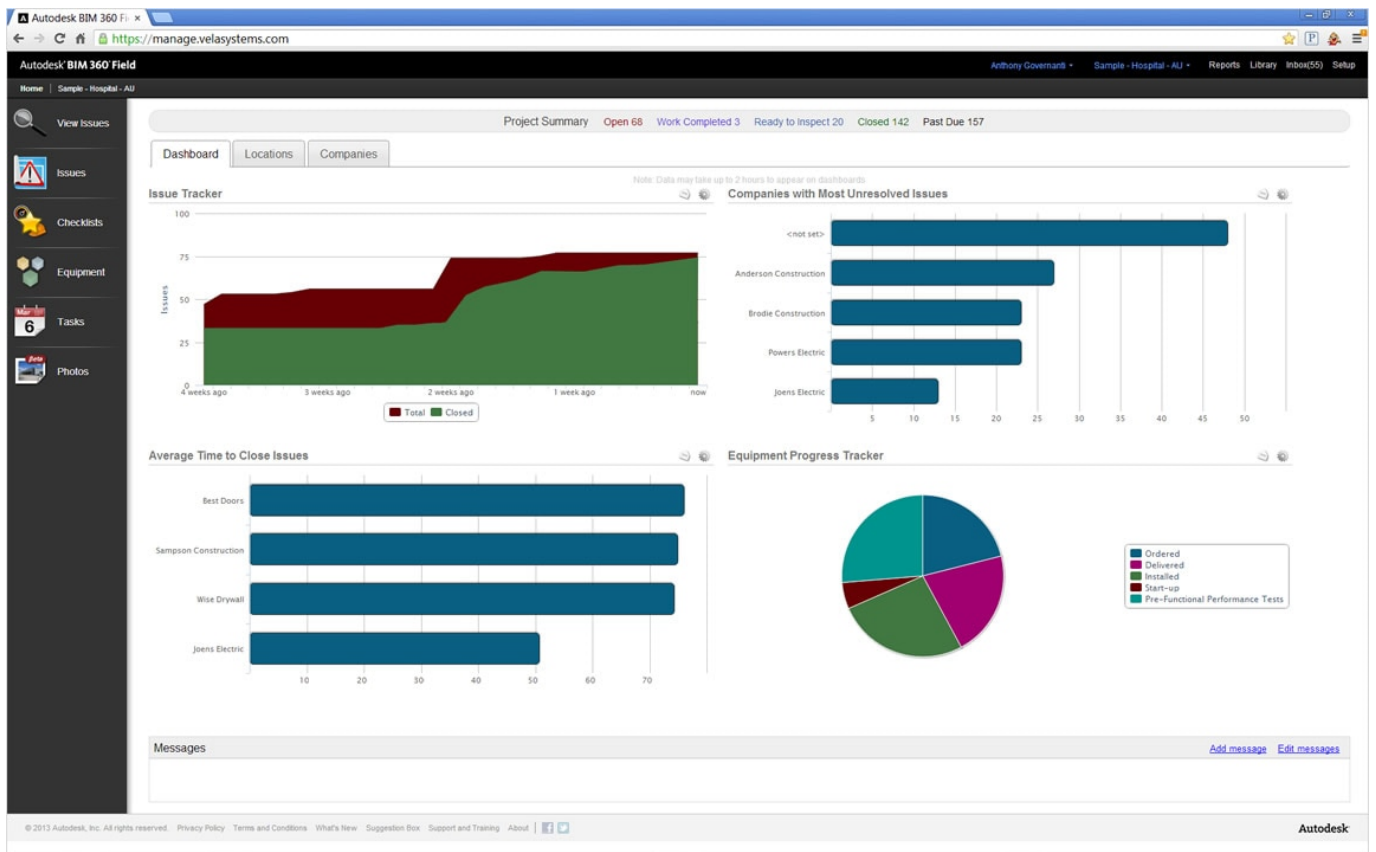 Autodesk BIM 360 Fi
https://manage.velasystems.com
Autodesk' BIM 360' Field
Anthony Governanti
Sample - Hospital - AU
Reports Library Inbox(55) Setup
Home | Sample - Hospital - AU
View Issues
Issues
Checklists
Equipment
Mar
6
Tasks
Beta
Photos
Project Summary Open 68 Work Completed 3 Ready to Inspect 20 Closed 142 Past Due 157
Dashboard Locations Companies
Note: Data may take up to 2 hours to appear on dashboards
Issue Tracker
100
75
50
25
0
Issues
4 weeks ago 3 weeks ago 2 weeks ago 1 week ago now
Total Closed
Companies with Most Unresolved Issues
<not set>
Anderson Construction
Brodie Construction
Powers Electric
Joens Electric
5 10 15 20 25 30 35 40 45 50
Average Time to Close Issues
Best Doors
Sampson Construction
Wise Drywall
Joens Electric
10 20 30 40 50 60 70
Equipment Progress Tracker
Ordered
Delivered
Installed
Start-up
Pre-Functional Performance Tests
Messages
Add message Edit messages
© 2013 Autodesk, Inc. All rights reserved. Privacy Policy Terms and Conditions What's New Suggestion Box Support and Training About
Autodesk